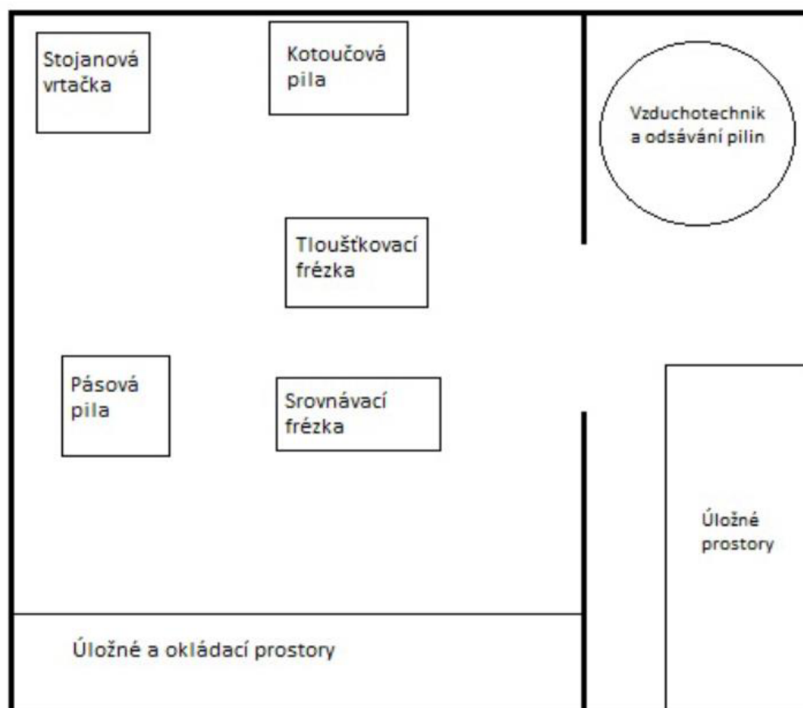 Stojanová
vrtačka
Kotoučová
pila
Vzduchotechnik
a odsávání pilin
Tloušťkovací
frézka
Pásová
pila
Srovnávací
frézka
Úložné
prostory
Úložné a okládací prostory